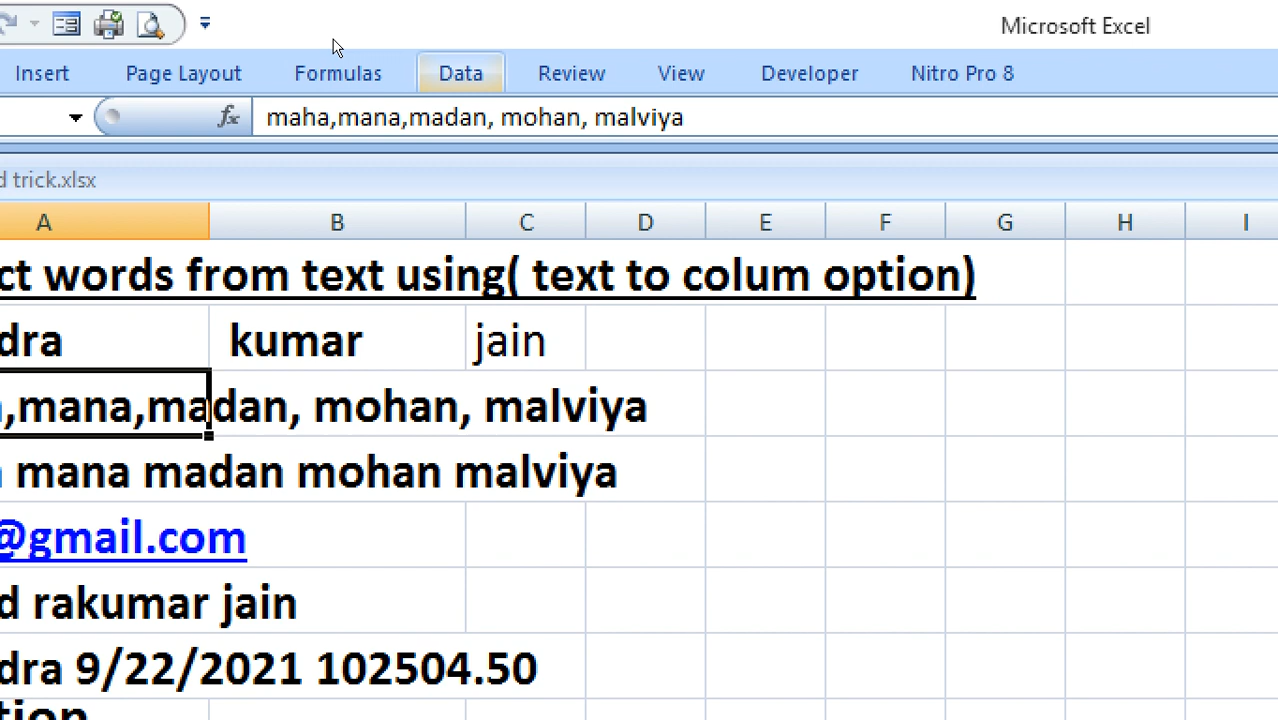 Microsoft Excel
Insert Page Layout Formulas Data Review View Developer Nitro Pro 8
fx maha,mana,madan, mohan, malviya
d trick.xlsx
A B C D E F G H I
ct words from text using( text to colum option)
dra kumar jain
,mana,madan, mohan, malviya
mana madan mohan malviya
@gmail.com
d rakumar jain
dra 9/22/2021 102504.50
tion